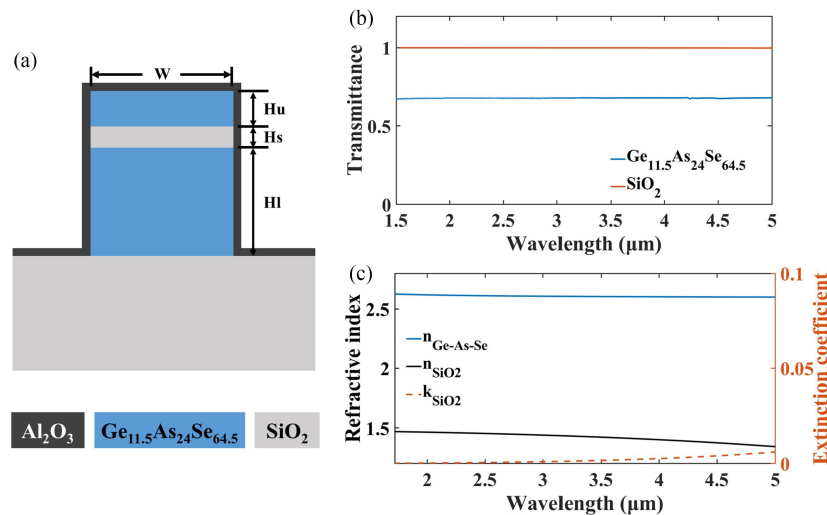 (a)
W
Hu
Hs
Hl
Al2O3
Ge11.5As24Se64.5
SiO2
(b)
Transmittance
1
0.5
0
Ge11.5As24Se64.5
SiO2
1.5 2 2.5 3 3.5 4 4.5 5
Wavelength (μm)
(c)
Refractive index
2.5
2
1.5
nGe-As-Se
nSiO2
kSiO2
0.1
0.05
0
Extinction coefficient
2 2.5 3 3.5 4 4.5 5
Wavelength (μm)